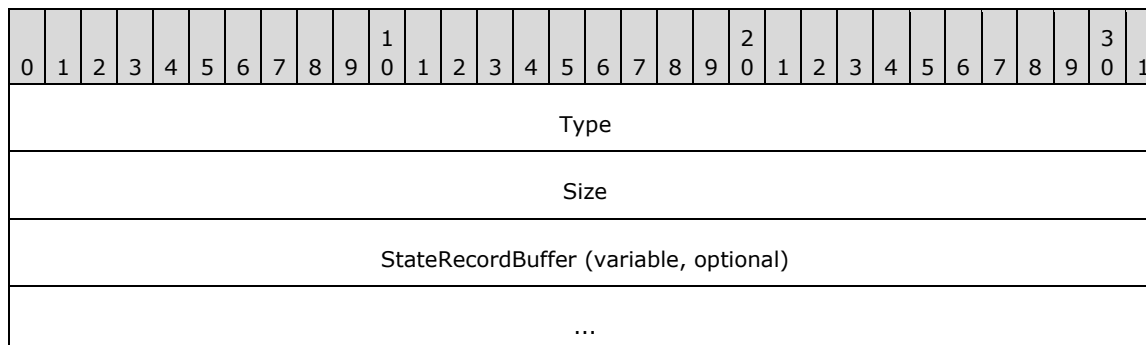 1 2 3
0 1 2 3 4 5 6 7 8 9 0 1 2 3 4 5 6 7 8 9 0 1 2 3 4 5 6 7 8 9 0 1
Type
Size
StateRecordBuffer (variable, optional)
...